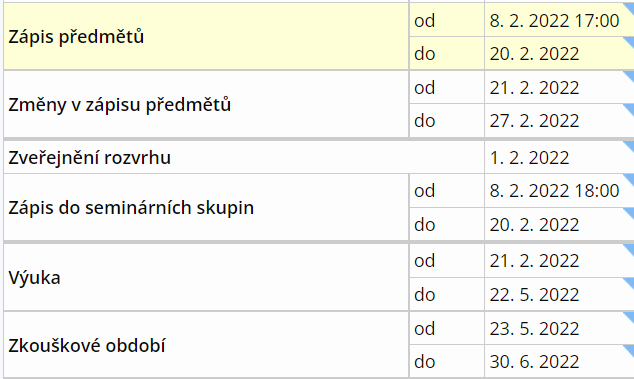 Zápis předmětů
od 8. 2. 2022 17:00
do 20. 2. 2022
Změny v zápisu předmětů
od 21. 2. 2022
do 27. 2. 2022
Zveřejnění rozvrhu 1. 2. 2022
Zápis do seminárních skupin
od 8. 2. 2022 18:00
do 20. 2. 2022
Výuka
od 21. 2. 2022
do 22. 5. 2022
Zkouškové období
od 23. 5. 2022
do 30. 6. 2022